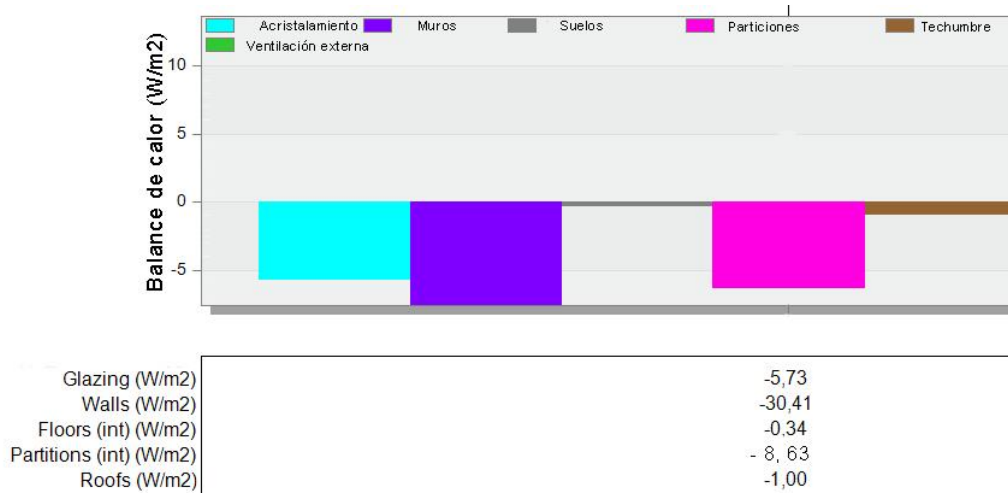 Acristalamiento Muros Suelos Particiones Techumbre
Ventilación externa
Balance de calor (W/m2)
10
5
0
-5
Glazing (W/m2) -5,73
Walls (W/m2) -30,41
Floors (int) (W/m2) -0,34
Partitions (int) (W/m2) - 8, 63
Roofs (W/m2) -1,00